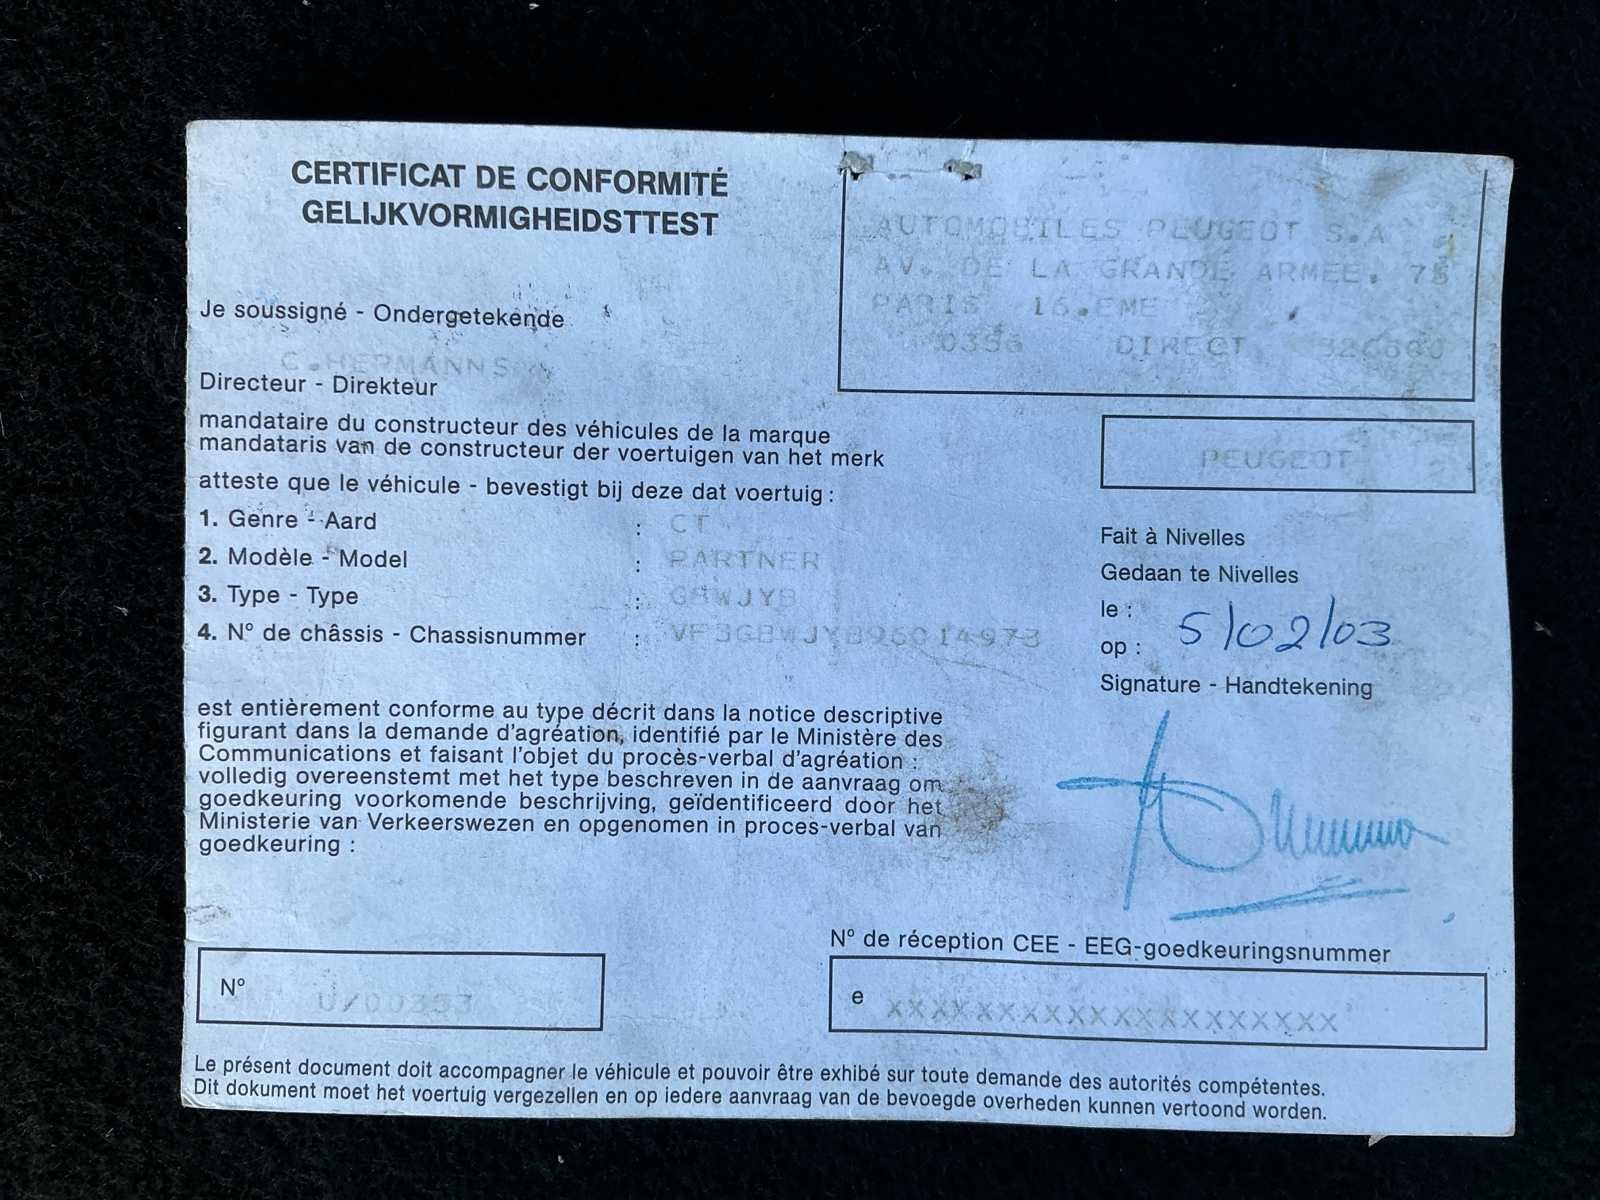 CERTIFICAT DE CONFORMITÉ
GELIJKVORMIGHEIDSTTEST
AUTOMOBILES PEUGEOT S.A
AV. DE LA GRANDE ARMEE. 75
PARIS 16.EME
DIRECT
Je soussigné - Ondergetekende
C.HERMANNS
Directeur - Direkteur
mandataire du constructeur des véhicules de la marque
mandataris van de constructeur der voertuigen van het merk
PEUGEOT
atteste que le véhicule - bevestigt bij deze dat voertuig :
1. Genre - Aard : CT
2. Modèle - Model : PARTNER
3. Type - Type : GBWJYB
4. N° de châssis - Chassisnummer : VF3GBWJYB96014973
Fait à Nivelles
Gedaan te Nivelles
le :
op : 5/02/03
Signature - Handtekening
est entièrement conforme au type décrit dans la notice descriptive
figurant dans la demande d'agréation, identifié par le Ministère des
Communications et faisant l'objet du procès-verbal d'agréation :
volledig overeenstemt met het type beschreven in de aanvraag om
goedkeuring voorkomende beschrijving, geïdentificeerd door het
Ministerie van Verkeerswezen en opgenomen in proces-verbal van
goedkeuring :
N° U/00353
N° de réception CEE - EEG-goedkeuringsnummer
e XXXXXXXXXXXXXXXXXXXX
Le présent document doit accompagner le véhicule et pouvoir être exhibé sur toute demande des autorités compétentes.
Dit dokument moet het voertuig vergezellen en op iedere aanvraag van de bevoegde overheden kunnen vertoond worden.